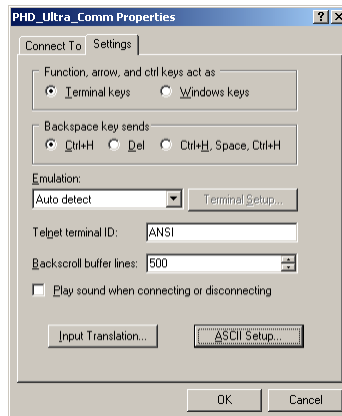 PHD_Ultra_Comm Properties ? X
Connect To Settings
Function, arrow, and ctrl keys act as
Terminal keys Windows keys
Backspace key sends
Ctrl+H Del Ctrl+H, Space, Ctrl+H
Emulation:
Auto detect Terminal Setup...
Telnet terminal ID: ANSI
Backscroll buffer lines: 500
Play sound when connecting or disconnecting
Input Translation... ASCII Setup...
OK Cancel